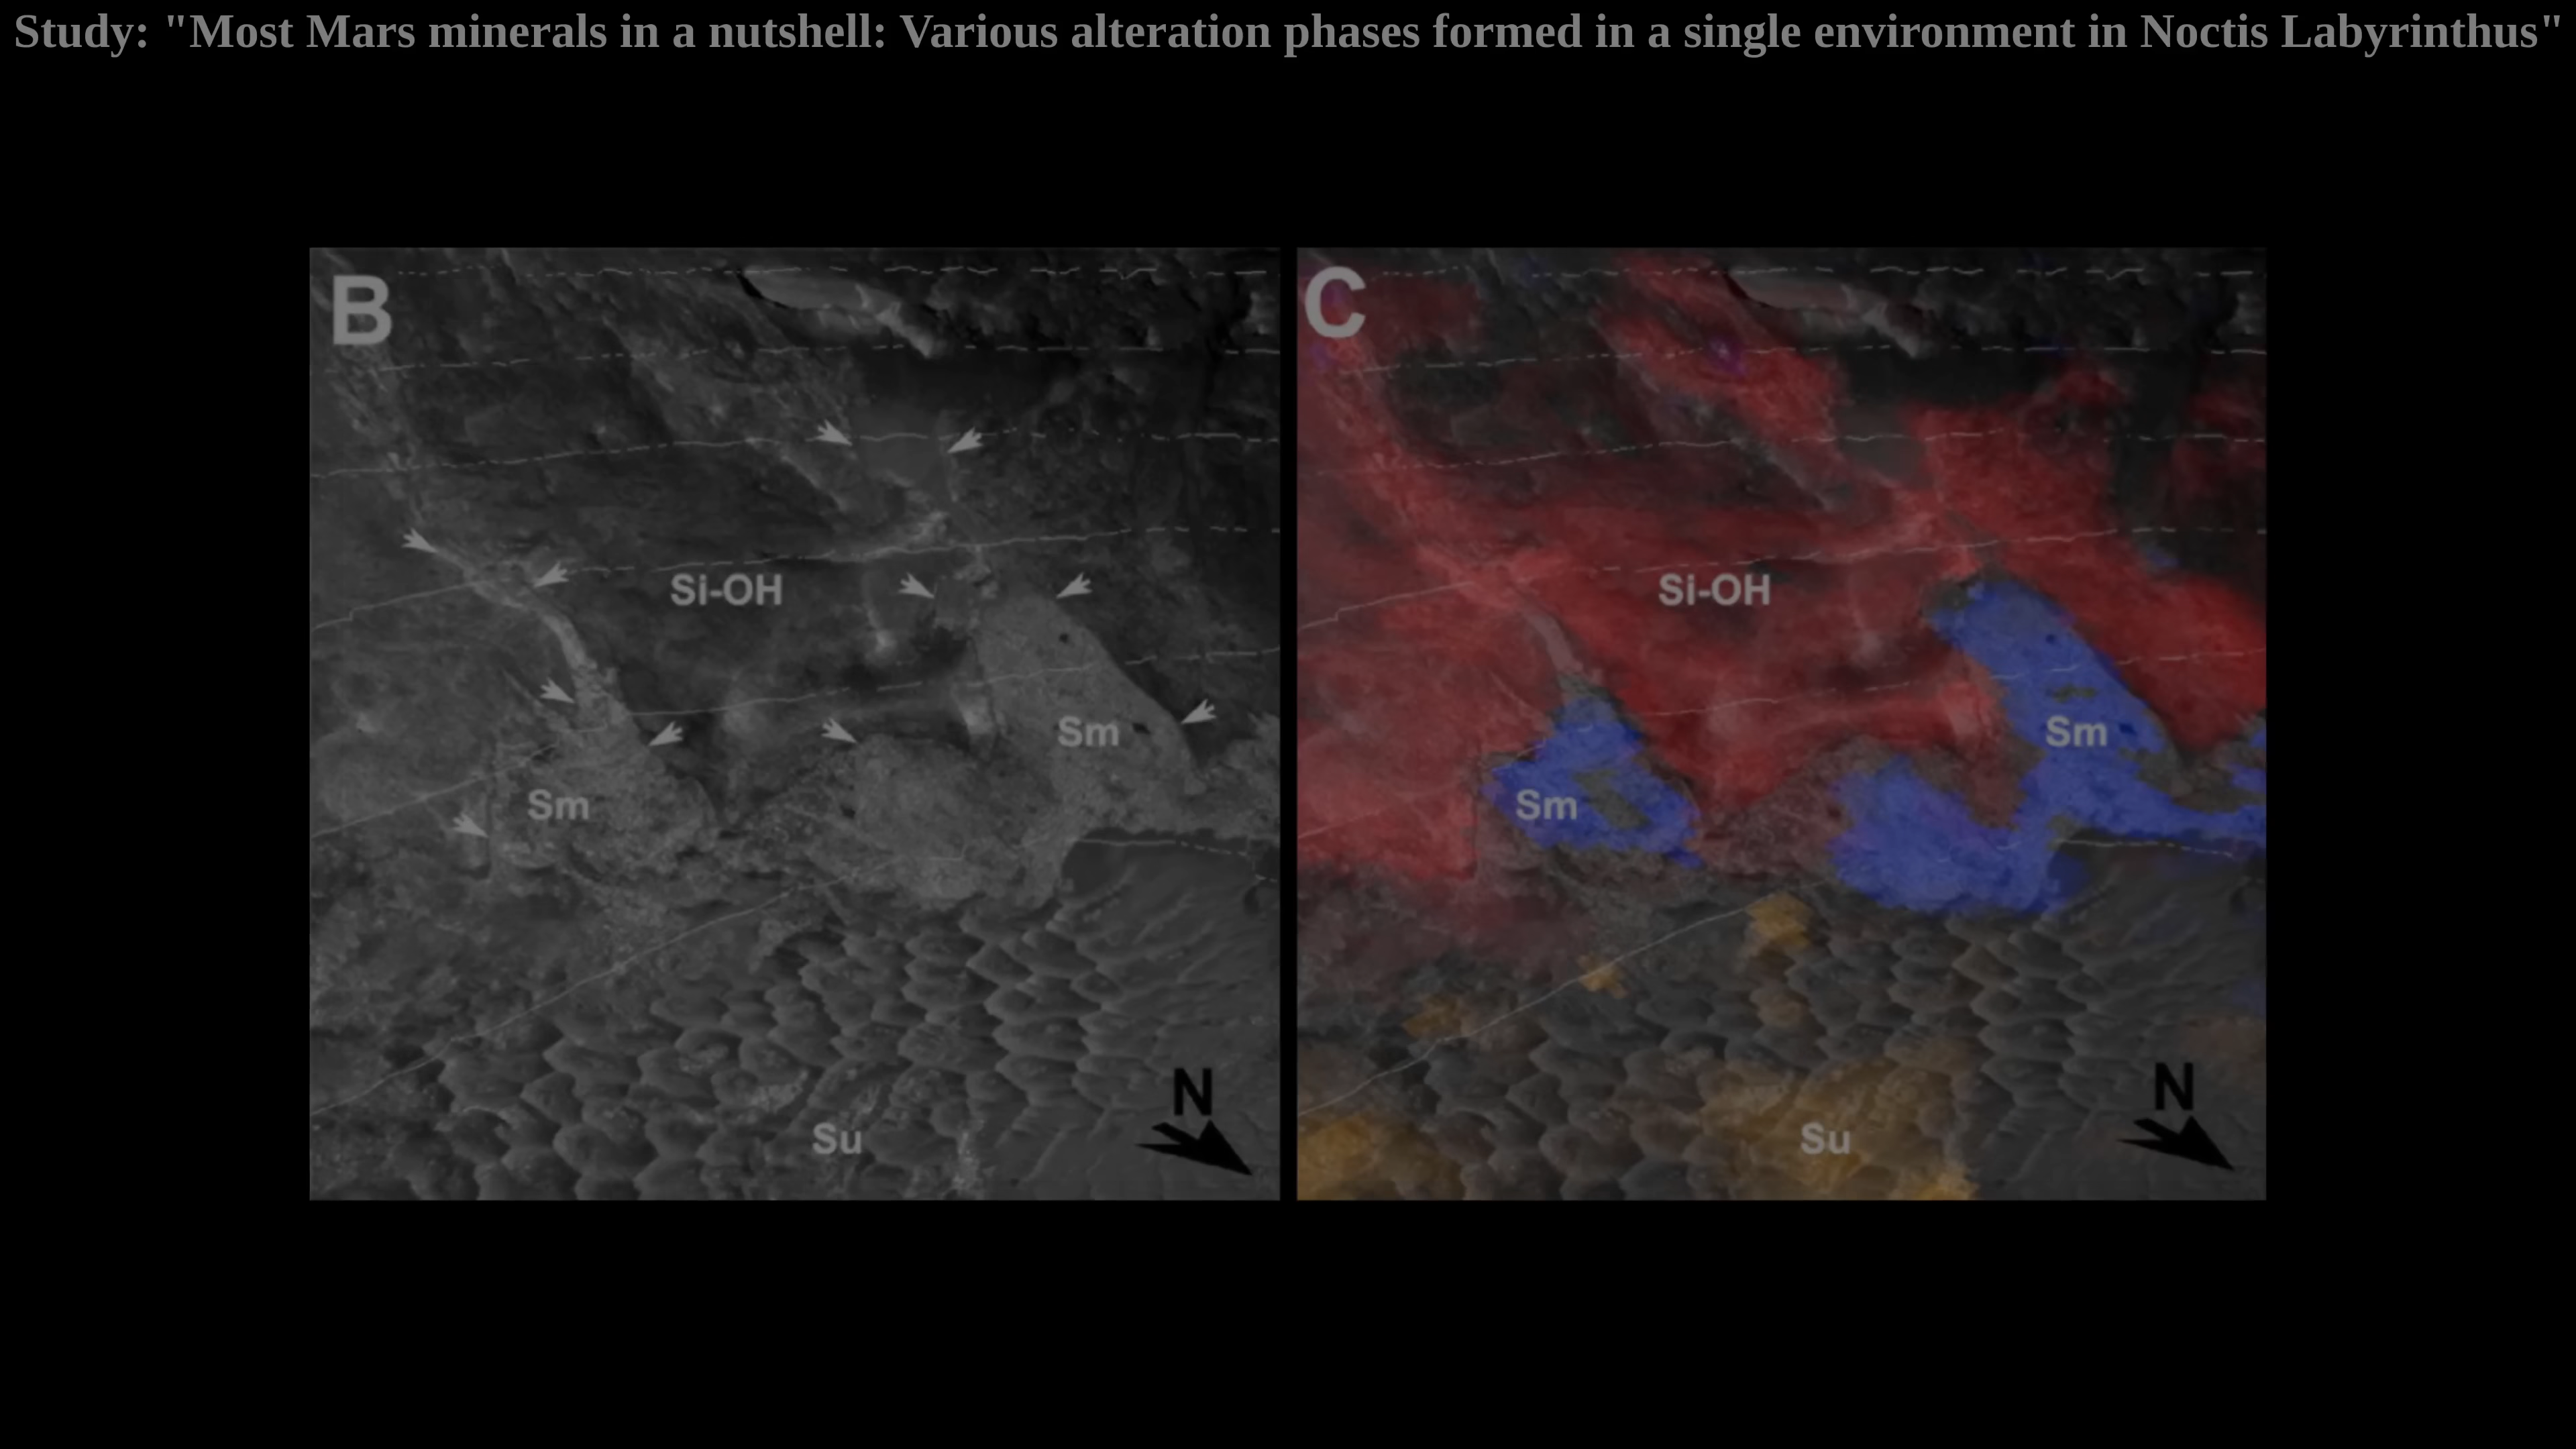 Study: "Most Mars minerals in a nutshell: Various alteration phases formed in a single environment in Noctis Labyrinthus"
B
Si-OH
Sm
Sm
Su
N
C
Si-OH
Sm
Sm
Su
N